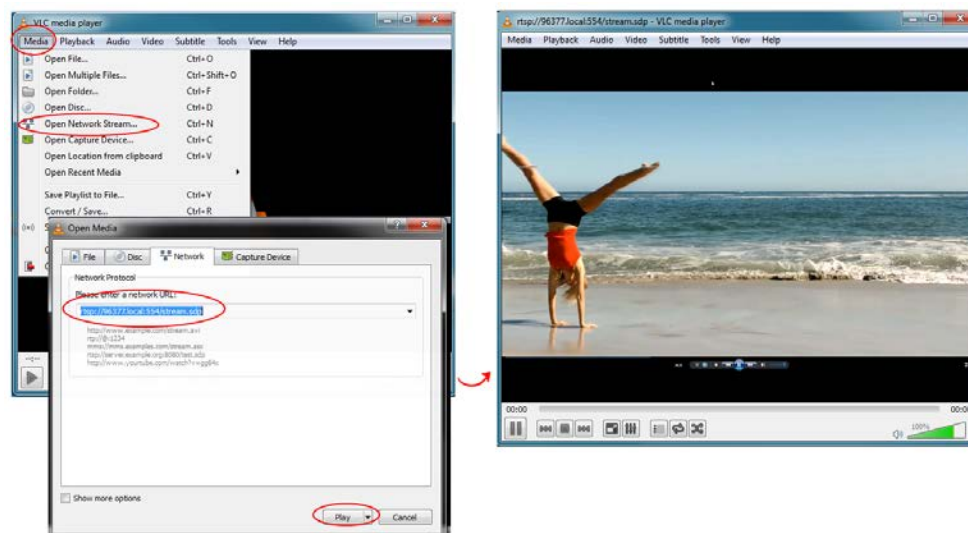 VLC media player
Media Playback Audio Video Subtitle Tools View Help
Open File... Ctrl+O
Open Multiple Files... Ctrl+Shift+O
Open Folder... Ctrl+F
Open Disc... Ctrl+D
Open Network Stream... Ctrl+N
Open Capture Device... Ctrl+C
Open Location from clipboard Ctrl+V
Open Recent Media
Save Playlist to File... Ctrl+Y
Convert / Save... Ctrl+R
Open Media
File Disc Network Capture Device
Network Protocol
Please enter a network URL:
rtsp://96377.local:554/stream.sdp
http://www.example.com/stream.avi
rtp://@:1234
mms://mms.examples.com/stream.asx
rtsp://server.example.org:8080/test.sdp
Show more options
Play Cancel
rtsp://96377.local:554/stream.sdp - VLC media player
Media Playback Audio Video Subtitle Tools View Help
00:00 00:0
100%